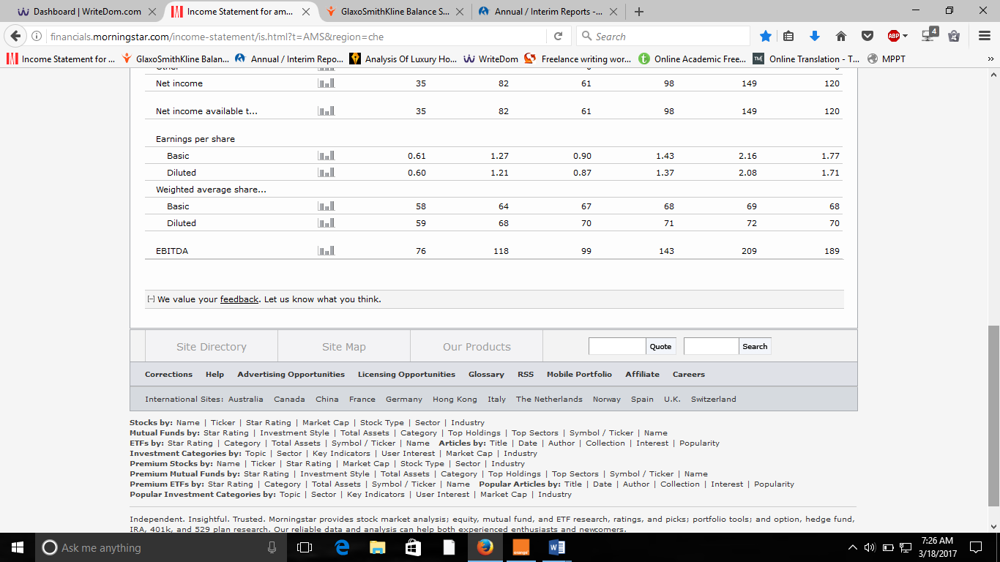 Dashboard | WriteDom.com
Income Statement for am...
GlaxoSmithKline Balance S...
Annual / Interim Reports -...
financials.morningstar.com/income-statement/is.html?t=AMS&region=che
Search
ABP
4
Income Statement for ...
GlaxoSmithKline Balan...
Annual / Interim Repo...
Analysis Of Luxury Ho...
WriteDom
Freelance writing wor...
Online Academic Free...
Online Translation - T...
MPPT
»
Net income 35 82 61 98 149 120
Net income available t... 35 82 61 98 149 120
Earnings per share
Basic 0.61 1.27 0.90 1.43 2.16 1.77
Diluted 0.60 1.21 0.87 1.37 2.08 1.71
Weighted average share...
Basic 58 64 67 68 69 68
Diluted 59 68 70 71 72 70
EBITDA 76 118 99 143 209 189
We value your feedback. Let us know what you think.
Site Directory Site Map Our Products Quote Search
Corrections Help Advertising Opportunities Licensing Opportunities Glossary RSS Mobile Portfolio Affiliate Careers
International Sites: Australia Canada China France Germany Hong Kong Italy The Netherlands Norway Spain U.K. Switzerland
Stocks by: Name | Ticker | Star Rating | Market Cap | Stock Type | Sector | Industry
Mutual Funds by: Star Rating | Investment Style | Total Assets | Category | Top Holdings | Top Sectors | Symbol / Ticker | Name
ETFs by: Star Rating | Category | Total Assets | Symbol / Ticker | Name Articles by: Title | Date | Author | Collection | Interest | Popularity
Investment Categories by: Topic | Sector | Key Indicators | User Interest | Market Cap | Industry
Premium Stocks by: Name | Ticker | Star Rating | Market Cap | Stock Type | Sector | Industry
Premium Mutual Funds by: Star Rating | Investment Style | Total Assets | Category | Top Holdings | Top Sectors | Symbol / Ticker | Name
Premium ETFs by: Star Rating | Category | Total Assets | Symbol / Ticker | Name Popular Articles by: Title | Date | Author | Collection | Interest | Popularity
Popular Investment Categories by: Topic | Sector | Key Indicators | User Interest | Market Cap | Industry
Independent. Insightful. Trusted. Morningstar provides stock market analysis; equity, mutual fund, and ETF research, ratings, and picks; portfolio tools; and option, hedge fund,
IRA, 401k, and 529 plan research. Our reliable data and analysis can help both experienced enthusiasts and newcomers.
Ask me anything
orange
7:26 AM
3/18/2017